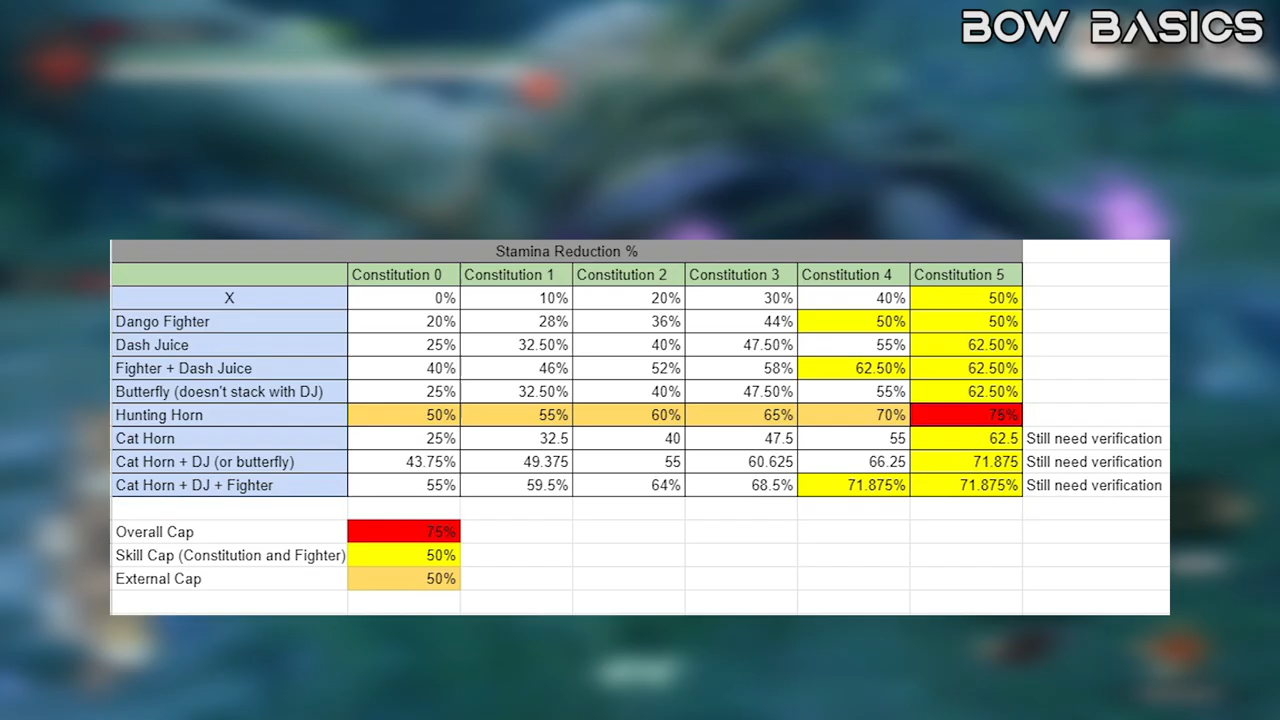 BOW BASICS
Stamina Reduction %
Constitution 0 Constitution 1 Constitution 2 Constitution 3 Constitution 4 Constitution 5
X 0% 10% 20% 30% 40% 50%
Dango Fighter 20% 28% 36% 44% 50% 50%
Dash Juice 25% 32.50% 40% 47.50% 55% 62.50%
Fighter + Dash Juice 40% 46% 52% 58% 62.50% 62.50%
Butterfly (doesn't stack with DJ) 25% 32.50% 40% 47.50% 55% 62.50%
Hunting Horn 50% 55% 60% 65% 70% 75%
Cat Horn 25% 32.5 40 47.5 55 62.5 Still need verification
Cat Horn + DJ (or butterfly) 43.75% 49.375 55 60.625 66.25 71.875 Still need verification
Cat Horn + DJ + Fighter 55% 59.5% 64% 68.5% 71.875% 71.875% Still need verification
Overall Cap 75%
Skill Cap (Constitution and Fighter) 50%
External Cap 50%